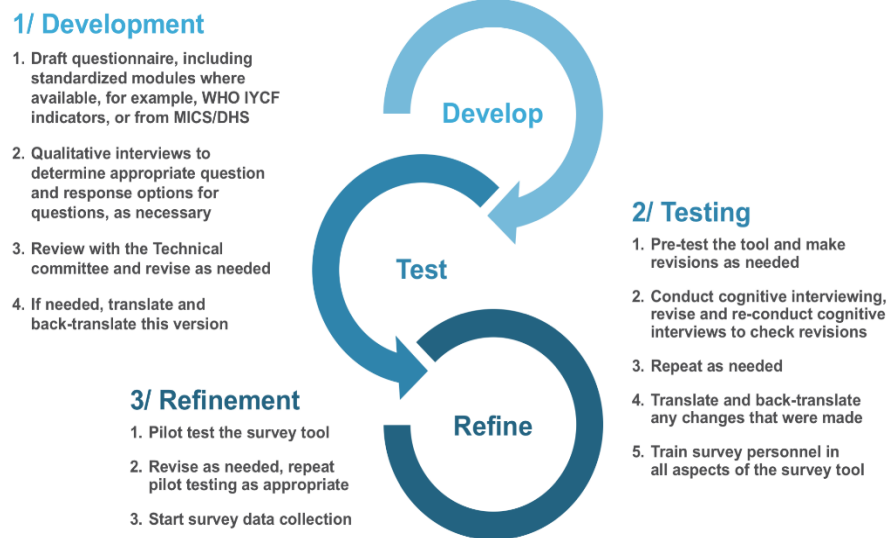 1/ Development
1. Draft questionnaire, including
standardized modules where
available, for example, WHO IYCF
indicators, or from MICS/DHS
2. Qualitative interviews to
determine appropriate question
and response options for
questions, as necessary
3. Review with the Technical
committee and revise as needed
4. If needed, translate and
back-translate this version
Develop
Test
Refine
2/ Testing
1. Pre-test the tool and make
revisions as needed
2. Conduct cognitive interviewing,
revise and re-conduct cognitive
interviews to check revisions
3. Repeat as needed
4. Translate and back-translate
any changes that were made
5. Train survey personnel in
all aspects of the survey tool
3/ Refinement
1. Pilot test the survey tool
2. Revise as needed, repeat
pilot testing as appropriate
3. Start survey data collection